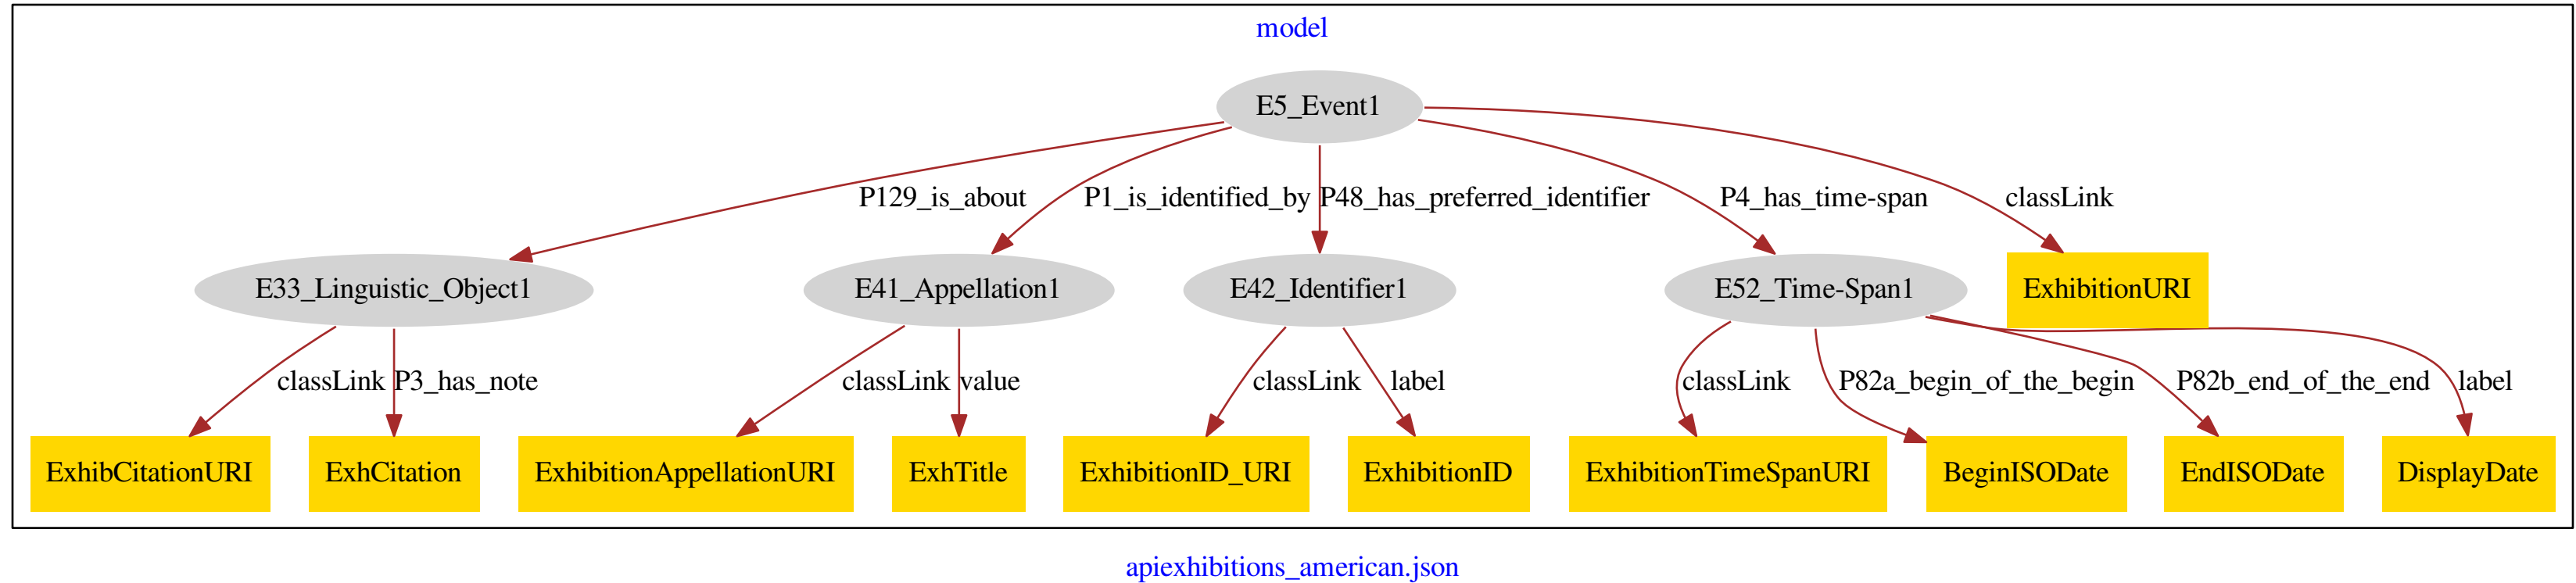 model
E5_Event1
P129_is_about
P1_is_identified_by
P48_has_preferred_identifier
P4_has_time-span
classLink
E33_Linguistic_Object1
E41_Appellation1
E42_Identifier1
E52_Time-Span1
ExhibitionURI
classLink
P3_has_note
classLink
value
classLink
label
classLink
P82a_begin_of_the_begin
P82b_end_of_the_end
label
ExhibCitationURI
ExhCitation
ExhibitionAppellationURI
ExhTitle
ExhibitionID_URI
ExhibitionID
ExhibitionTimeSpanURI
BeginISODate
EndISODate
DisplayDate
apiexhibitions_american.json